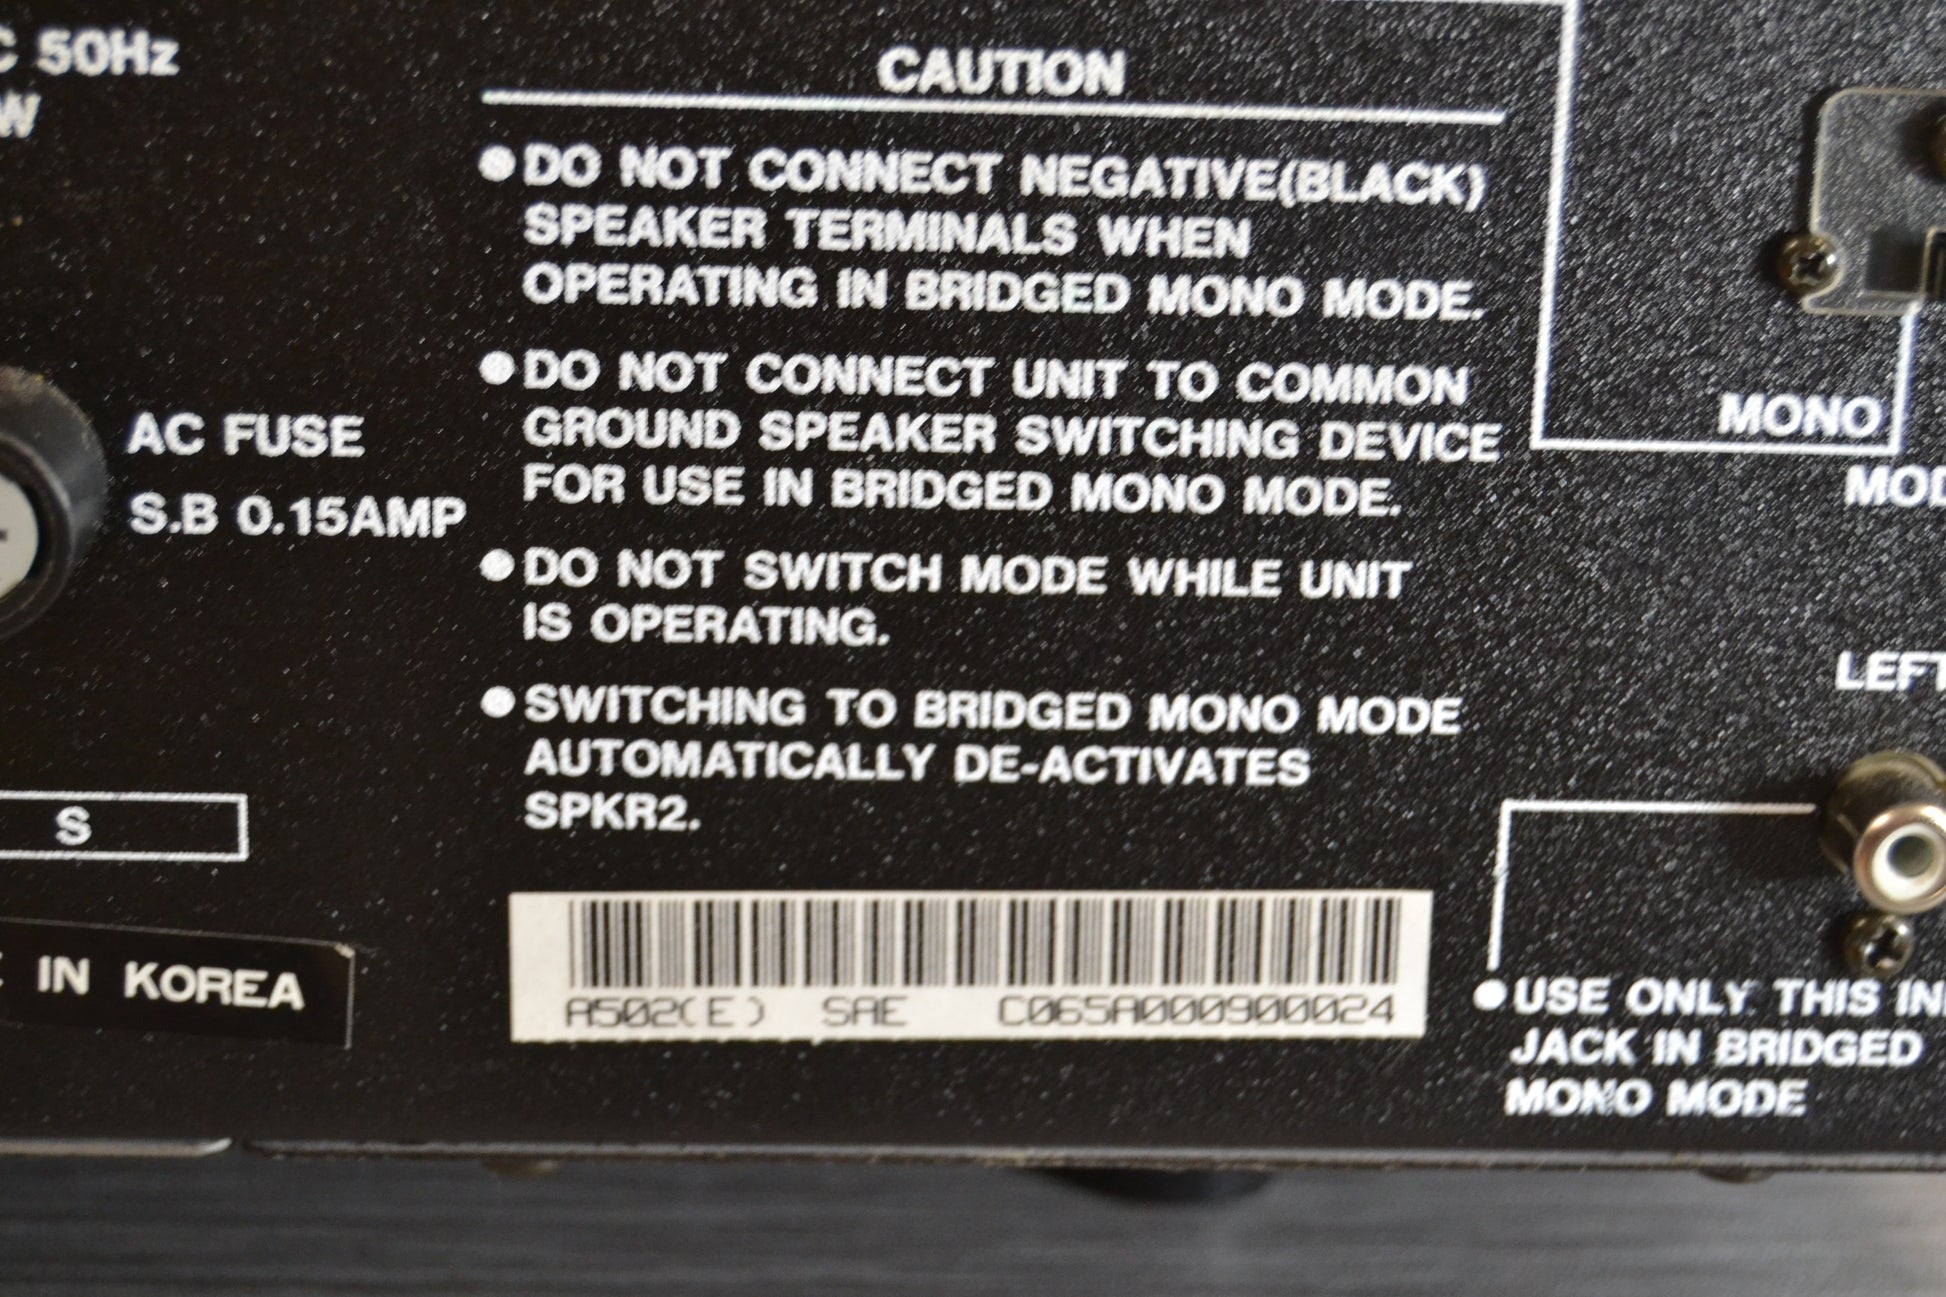 C 50Hz
W
CAUTION
● DO NOT CONNECT NEGATIVE(BLACK)
SPEAKER TERMINALS WHEN
OPERATING IN BRIDGED MONO MODE.
● DO NOT CONNECT UNIT TO COMMON
GROUND SPEAKER SWITCHING DEVICE
FOR USE IN BRIDGED MONO MODE.
● DO NOT SWITCH MODE WHILE UNIT
IS OPERATING.
● SWITCHING TO BRIDGED MONO MODE
AUTOMATICALLY DE-ACTIVATES
SPKR2.
AC FUSE
S.B 0.15AMP
S
IN KOREA
A502(E) SAE C065A000900024
MONO
MOD
LEFT
● USE ONLY THIS IN
JACK IN BRIDGED
MONO MODE